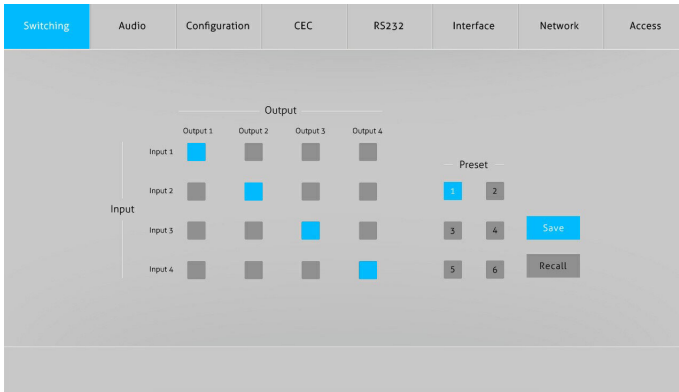 Switching Audio Configuration CEC RS232 Interface Network Access
Output
Output 1 Output 2 Output 3 Output 4
Input 1
Input 2
Input
Input 3
Input 4
Preset
1 2
3 4
5 6
Save
Recall